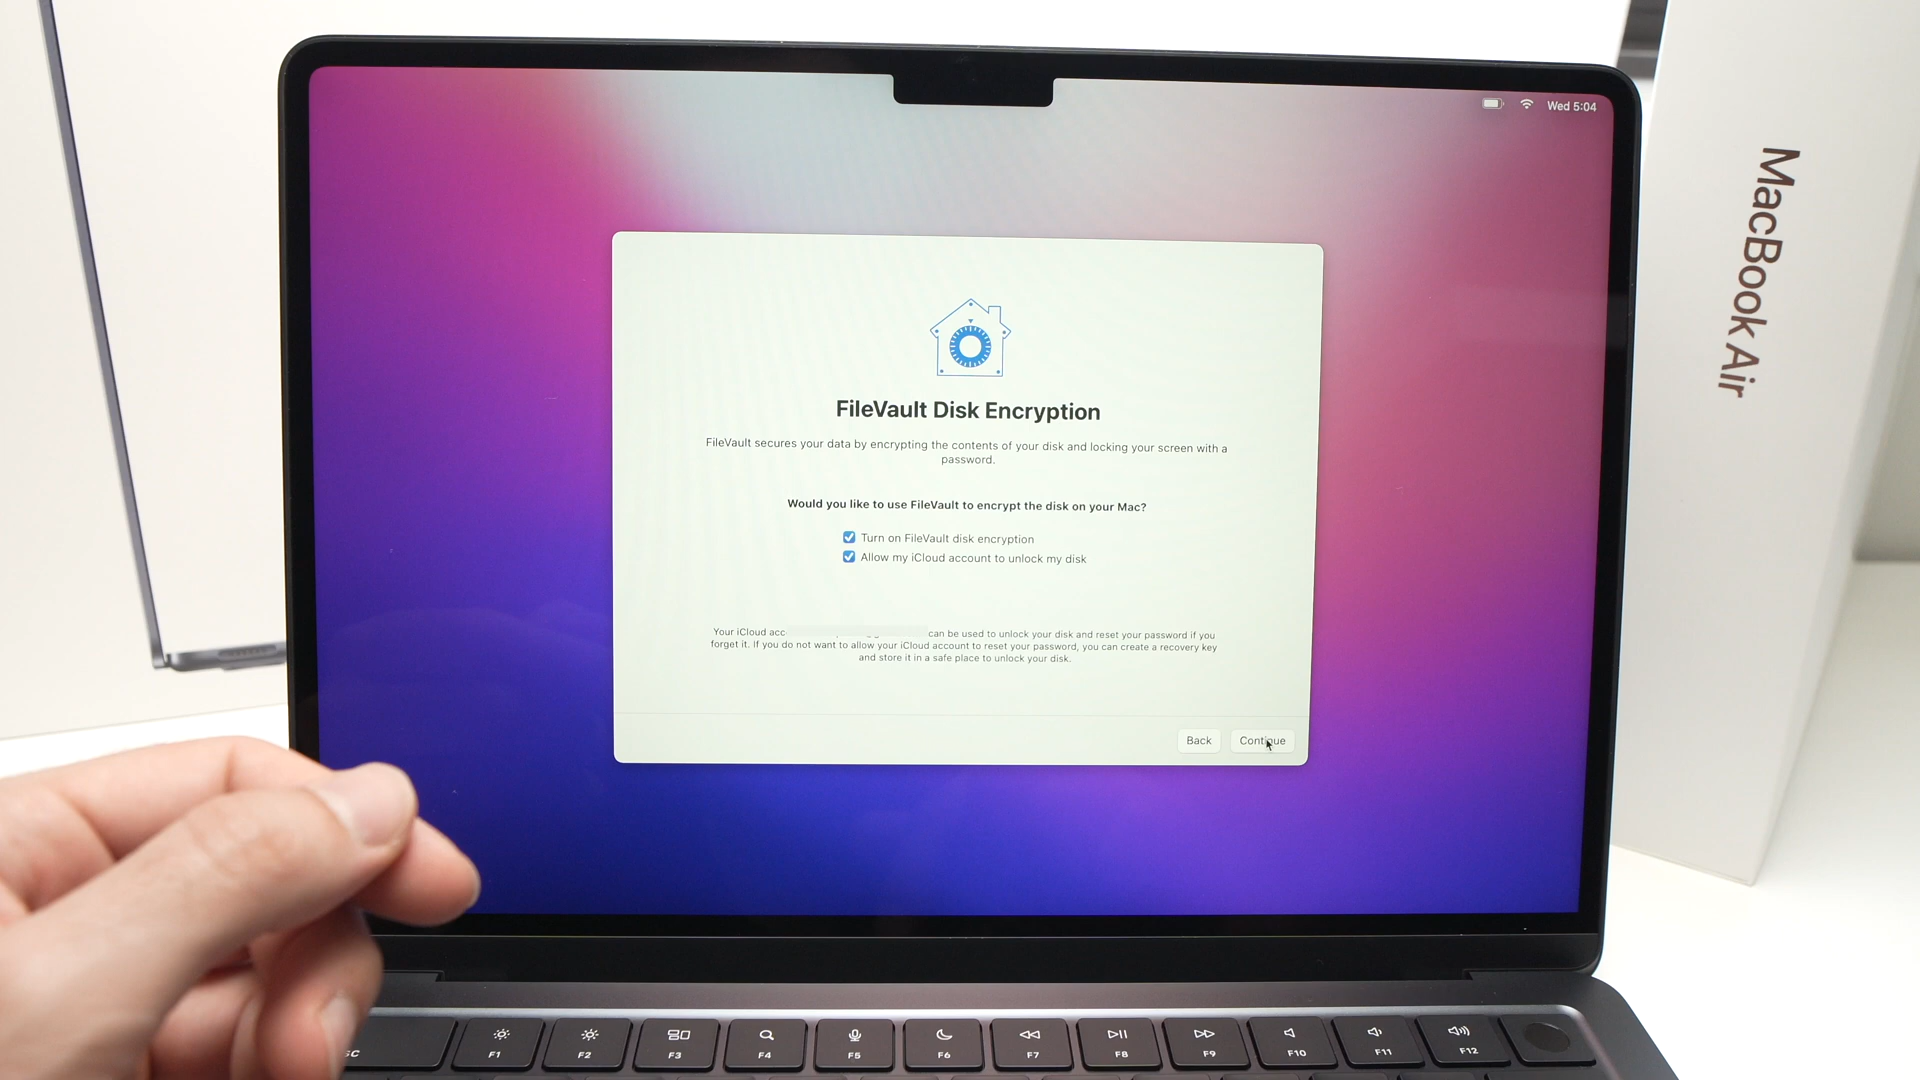 Wed 5:04
MacBook Air
FileVault Disk Encryption
FileVault secures your data by encrypting the contents of your disk and locking your screen with a
password.
Would you like to use FileVault to encrypt the disk on your Mac?
Turn on FileVault disk encryption
Allow my iCloud account to unlock my disk
Your iCloud acc can be used to unlock your disk and reset your password if you
forget it. If you do not want to allow your iCloud account to reset your password, you can create a recovery key
and store it in a safe place to unlock your disk.
Back Continue
sc F1 F2 F3 F4 F5 F6 F7 F8 F9 F10 F11 F12